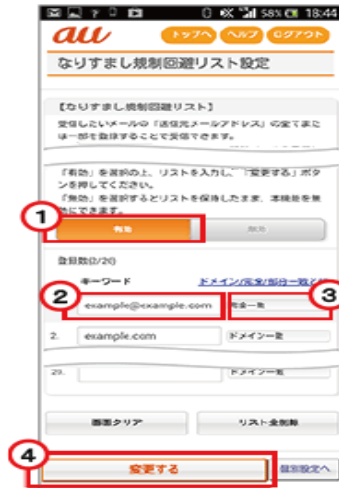 58% 18:44
au トップへ ヘルプ ログアウト
なりすまし規制回避リスト設定
【なりすまし規制回避リスト】
受信したいメールの「送信元メールアドレス」の全てまた
は一部を登録することで受信できます。
「有効」を選択の上、リストを入力し、「変更する」ボタ
ンを押してください。
「無効」を選択するとリストを保持したまま、本機能を無
効にできます。
1
有効 無効
登録数(2/20)
キーワード ドメイン/完全/部分一致とは
2 3
example@example.com 完全一致
2. example.com ドメイン一致
20. ドメイン一致
画面クリア リスト全削除
4
変更する 個別設定へ